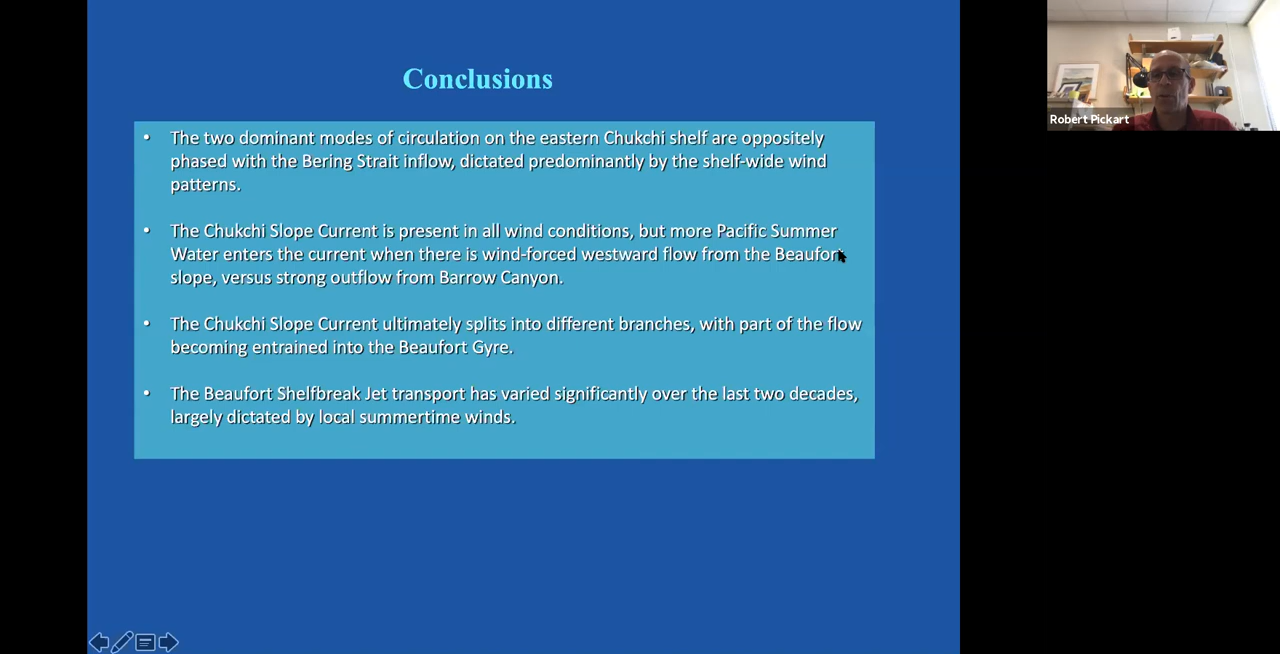 Conclusions
• The two dominant modes of circulation on the eastern Chukchi shelf are oppositely
phased with the Bering Strait inflow, dictated predominantly by the shelf-wide wind
patterns.
• The Chukchi Slope Current is present in all wind conditions, but more Pacific Summer
Water enters the current when there is wind-forced westward flow from the Beaufort
slope, versus strong outflow from Barrow Canyon.
• The Chukchi Slope Current ultimately splits into different branches, with part of the flow
becoming entrained into the Beaufort Gyre.
• The Beaufort Shelfbreak Jet transport has varied significantly over the last two decades,
largely dictated by local summertime winds.
Robert Pickart